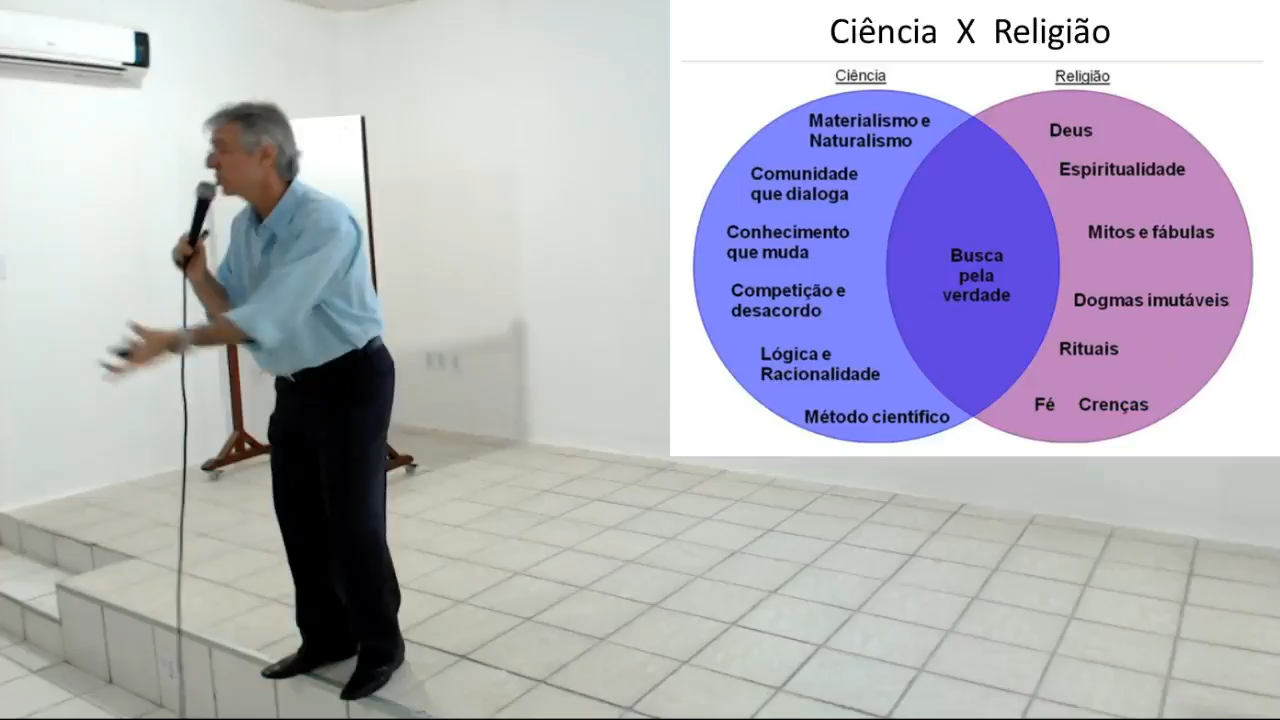 Ciência X Religião
Ciência
Religião
Materialismo e
Naturalismo
Comunidade
que dialoga
Conhecimento
que muda
Competição e
desacordo
Lógica e
Racionalidade
Método científico
Busca
pela
verdade
Deus
Espiritualidade
Mitos e fábulas
Dogmas imutáveis
Rituais
Fé Crenças